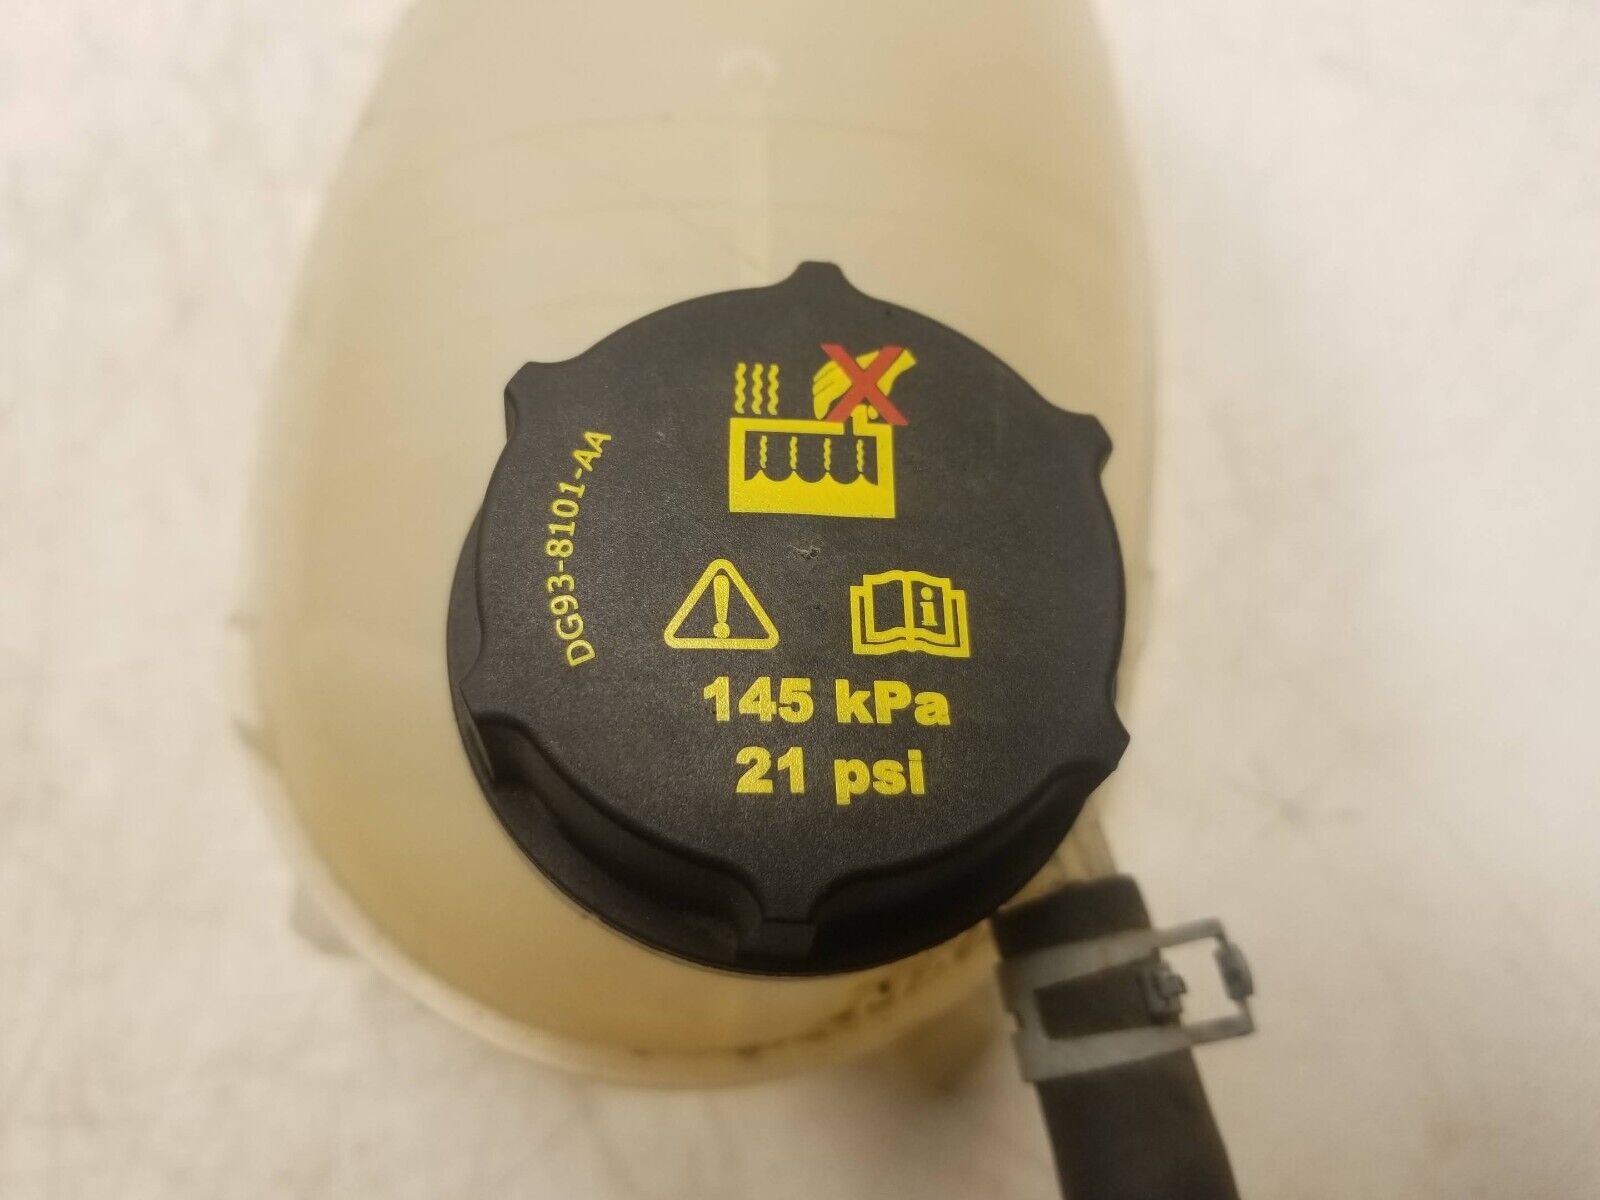 DG93-8101-AA
i
145 kPa
21 psi